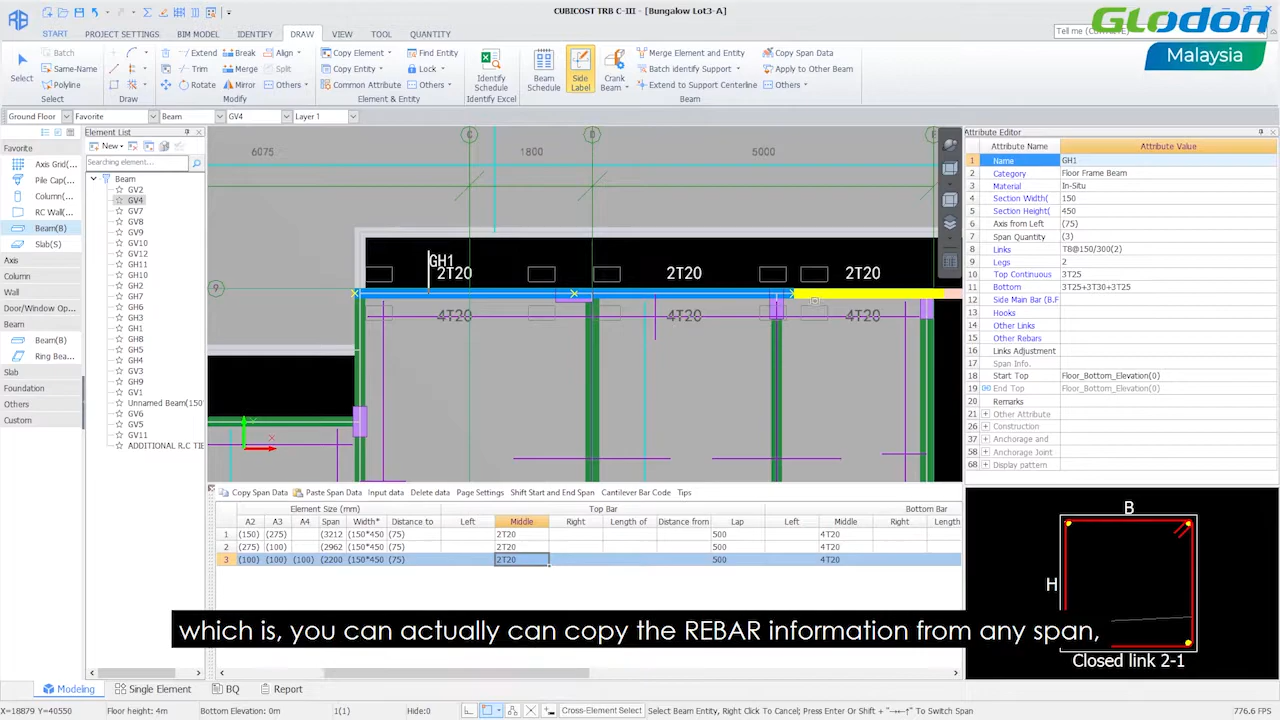 CUBICOST TRB C-III - [Bungalow Lot3-A]
Glodon
Malaysia
START PROJECT SETTINGS BIM MODEL IDENTIFY DRAW VIEW TOOL QUANTITY
Batch
Same-Name
Polyline
Select
Select
Draw
Extend Break Align
Trim Merge Split
Rotate Mirror Others
Modify
Copy Element Find Entity
Copy Entity Lock
Common Attribute Others
Element & Entity
Identify Schedule
Identify Excel
Beam Schedule
Side Label
Crank Beam
Merge Element and Entity Copy Span Data
Batch identify Support Apply to Other Beam
Extend to Support Centerline Others
Beam
Ground Floor Favorite Beam GV4 Layer 1
Favorite
Axis Grid(...
Pile Cap(...
Column(...
RC Wall(...
Beam(B)
Slab(S)
Axis
Column
Wall
Door/Window Op...
Beam
Beam(B)
Ring Bea...
Slab
Foundation
Others
Custom
Element List
New
Searching element...
Beam
GV2
GV4
GV7
GV8
GV9
GV10
GV12
GH11
GH10
GH2
GH7
GH6
GH3
GH1
GH8
GH5
GH4
GV3
GH9
GV1
Unnamed Beam(150
GV6
GV5
GV11
ADDITIONAL R.C TIE
C D E
6075 1800 5000
GH1
2T20 2T20 2T20
9
4T20 4T20 4T20
Attribute Editor
Attribute Name Attribute Value
1 Name GH1
2 Category Floor Frame Beam
3 Material In-Situ
4 Section Width( 150
5 Section Height( 450
6 Axis from Left (75)
7 Span Quantity (3)
8 Links T8@150/300(2)
9 Legs 2
10 Top Continuous 3T25
11 Bottom 3T25+3T30+3T25
12 Side Main Bar (B.F
13 Hooks
14 Other Links
15 Other Rebars
16 Links Adjustment
17 Span Info.
18 Start Top Floor_Bottom_Elevation(0)
19 End Top Floor_Bottom_Elevation(0)
20 Remarks
21 Other Attribute
26 Construction
37 Anchorage and
58 Anchorage Joint
68 Display pattern
Copy Span Data Paste Span Data Input data Delete data Page Settings Shift Start and End Span Cantilever Bar Code Tips
Element Size (mm) Top Bar Bottom Bar
A2 A3 A4 Span Width* Distance to Left Middle Right Length of Distance from Lap Left Middle Right Length
1 (150) (275) (3212 (150*450 (75) 2T20 500 4T20
2 (275) (100) (2962 (150*450 (75) 2T20 500 4T20
3 (100) (100) (100) (2200 (150*450 (75) 2T20 500 4T20
B
H
Closed link 2-1
which is, you can actually can copy the REBAR information from any span,
Modeling Single Element BQ Report
X=18879 Y=40550 Floor height: 4m Elevation: 0m 1(1) Hide:0 Cross-Element Select Select Beam Entity, Right Click To Cancel; Press Enter Or Shift + "→←↑" To Switch Span 776.6 FPS